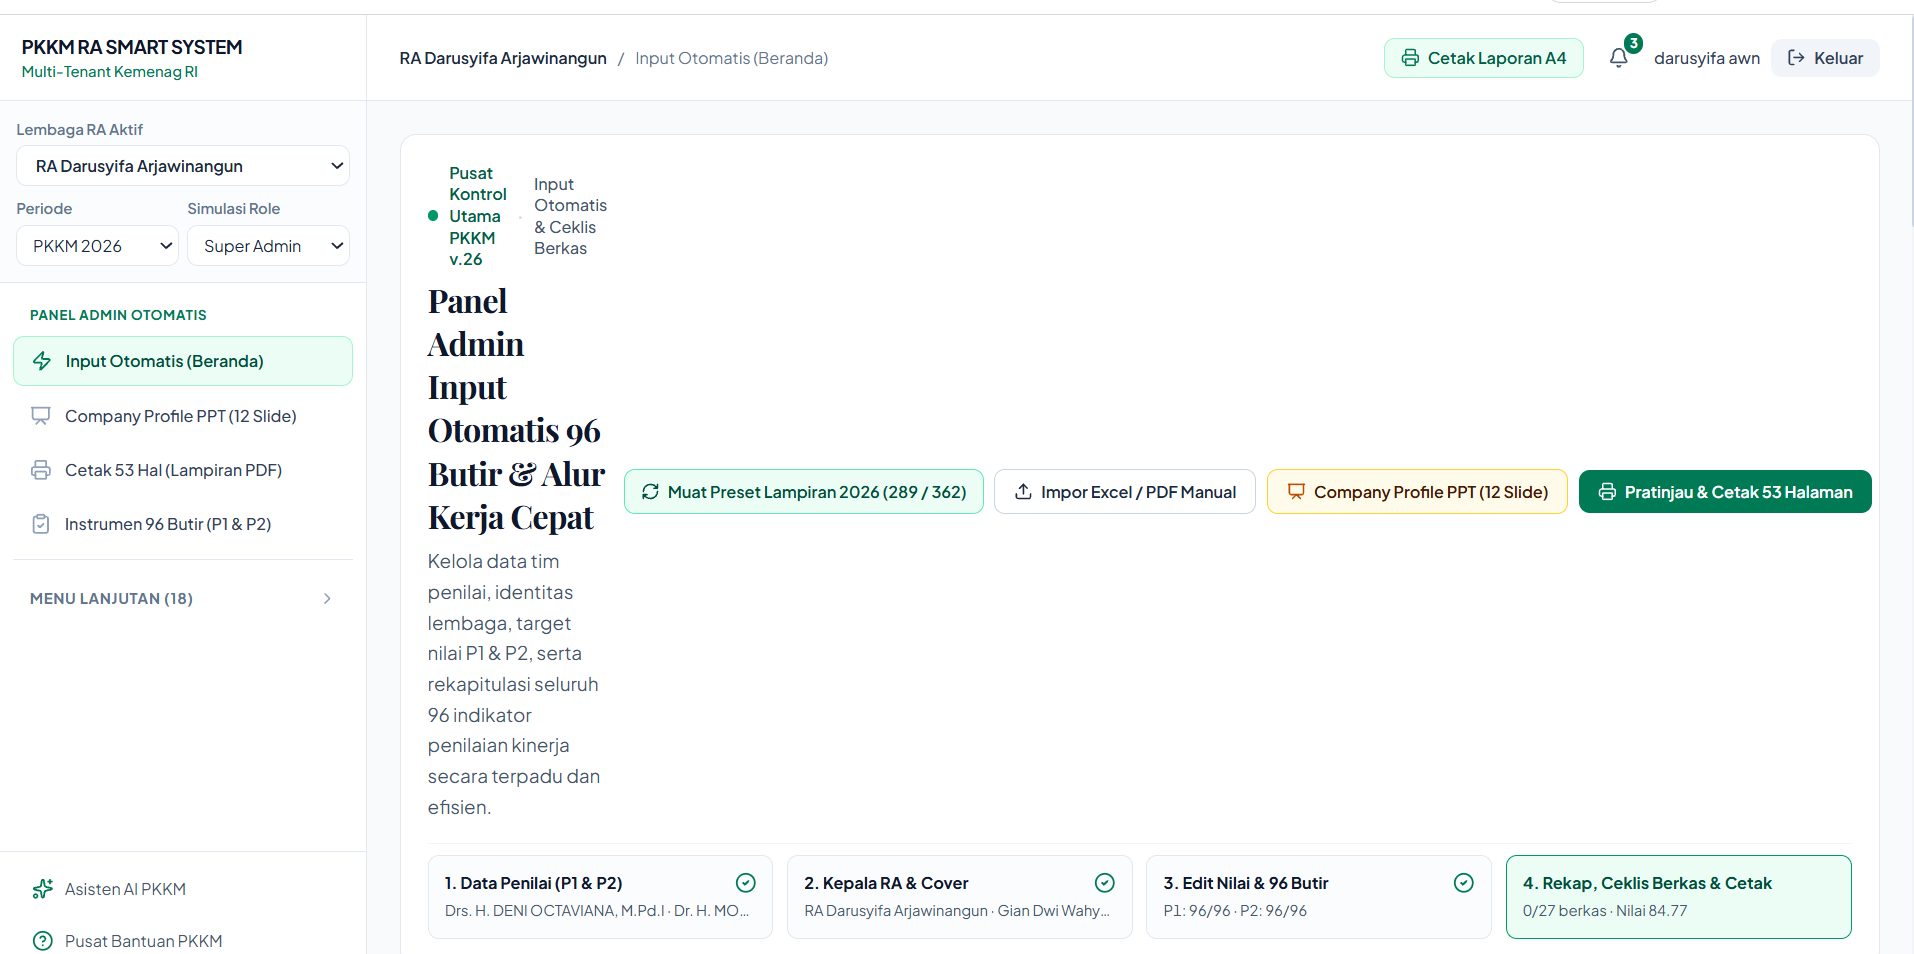 PKKM RA SMART SYSTEM
Multi-Tenant Kemenag RI
Lembaga RA Aktif
RA Darusyifa Arjawinangun
Periode
Simulasi Role
PKKM 2026
Super Admin
PANEL ADMIN OTOMATIS
Input Otomatis (Beranda)
Company Profile PPT (12 Slide)
Cetak 53 Hal (Lampiran PDF)
Instrumen 96 Butir (P1 & P2)
MENU LANJUTAN (18)
Asisten AI PKKM
Pusat Bantuan PKKM
RA Darusyifa Arjawinangun / Input Otomatis (Beranda)
Cetak Laporan A4
3
darusyifa awn
Keluar
Pusat
Kontrol
Utama
PKKM
v.26
·
Input
Otomatis
& Ceklis
Berkas
Panel
Admin
Input
Otomatis 96
Butir & Alur
Kerja Cepat
Kelola data tim
penilai, identitas
lembaga, target
nilai P1 & P2, serta
rekapitulasi seluruh
96 indikator
penilaian kinerja
secara terpadu dan
efisien.
Muat Preset Lampiran 2026 (289 / 362)
Impor Excel / PDF Manual
Company Profile PPT (12 Slide)
Pratinjau & Cetak 53 Halaman
1. Data Penilai (P1 & P2)
Drs. H. DENI OCTAVIANA, M.Pd.I · Dr. H. MO...
2. Kepala RA & Cover
RA Darusyifa Arjawinangun · Gian Dwi Wahy...
3. Edit Nilai & 96 Butir
P1: 96/96 · P2: 96/96
4. Rekap, Ceklis Berkas & Cetak
0/27 berkas · Nilai 84.77